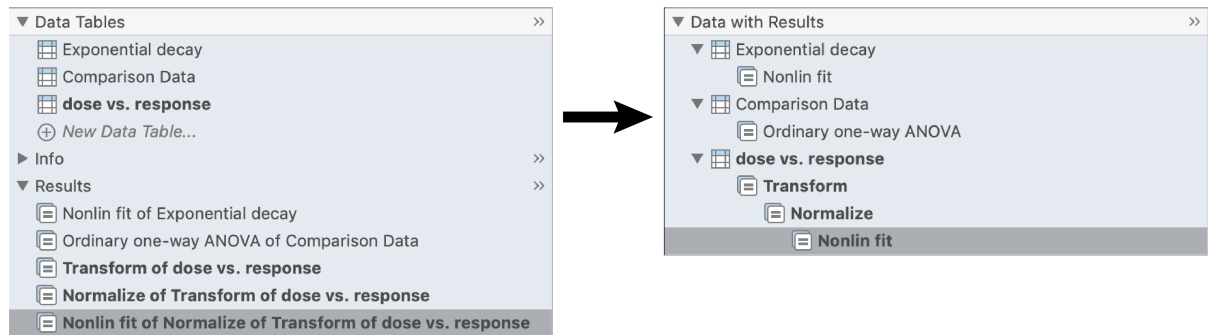 Data Tables
Exponential decay
Comparison Data
dose vs. response
New Data Table...
Info
Results
Nonlin fit of Exponential decay
Ordinary one-way ANOVA of Comparison Data
Transform of dose vs. response
Normalize of Transform of dose vs. response
Nonlin fit of Normalize of Transform of dose vs. response
Data with Results
Exponential decay
Nonlin fit
Comparison Data
Ordinary one-way ANOVA
dose vs. response
Transform
Normalize
Nonlin fit